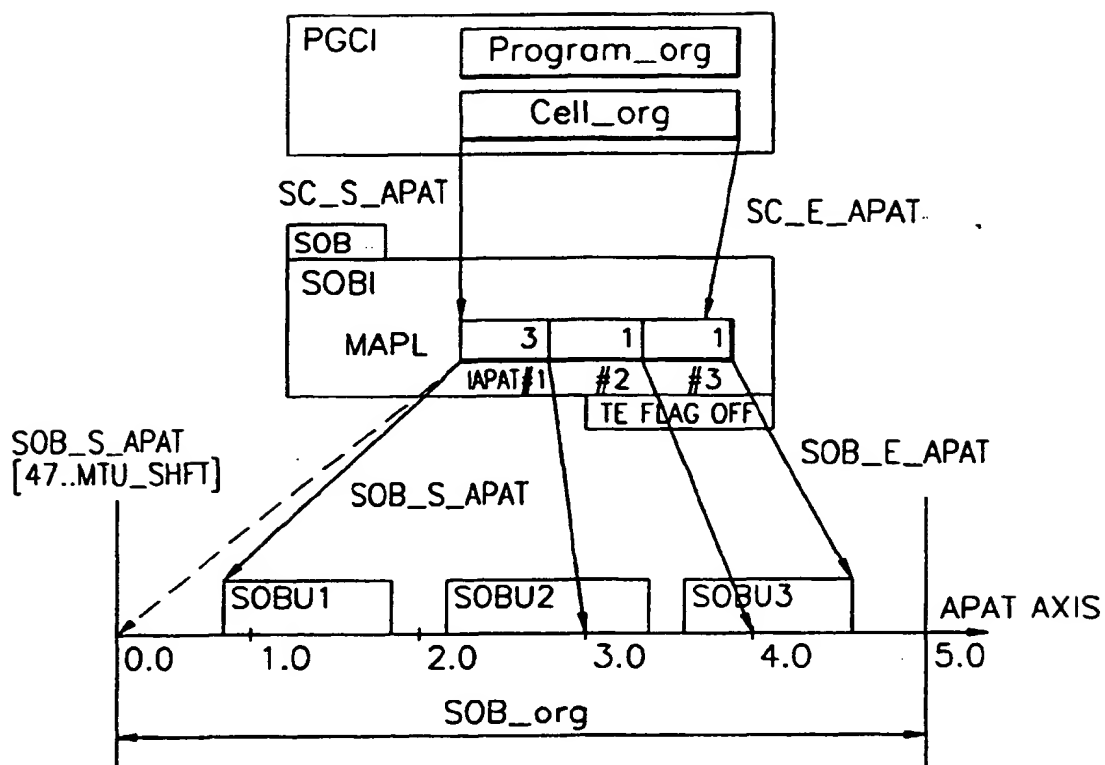 PGCI
Program_org
Cell_org
SC_S_APAT
SC_E_APAT
SOB
SOBI
MAPL
3 1 1
IAPAT#1 #2 #3
TE FLAG OFF
SOB_S_APAT
[47..MTU_SHFT]
SOB_E_APAT
SOB_S_APAT
SOBU1 SOBU2 SOBU3
APAT AXIS
0.0 1.0 2.0 3.0 4.0 5.0
SOB_org